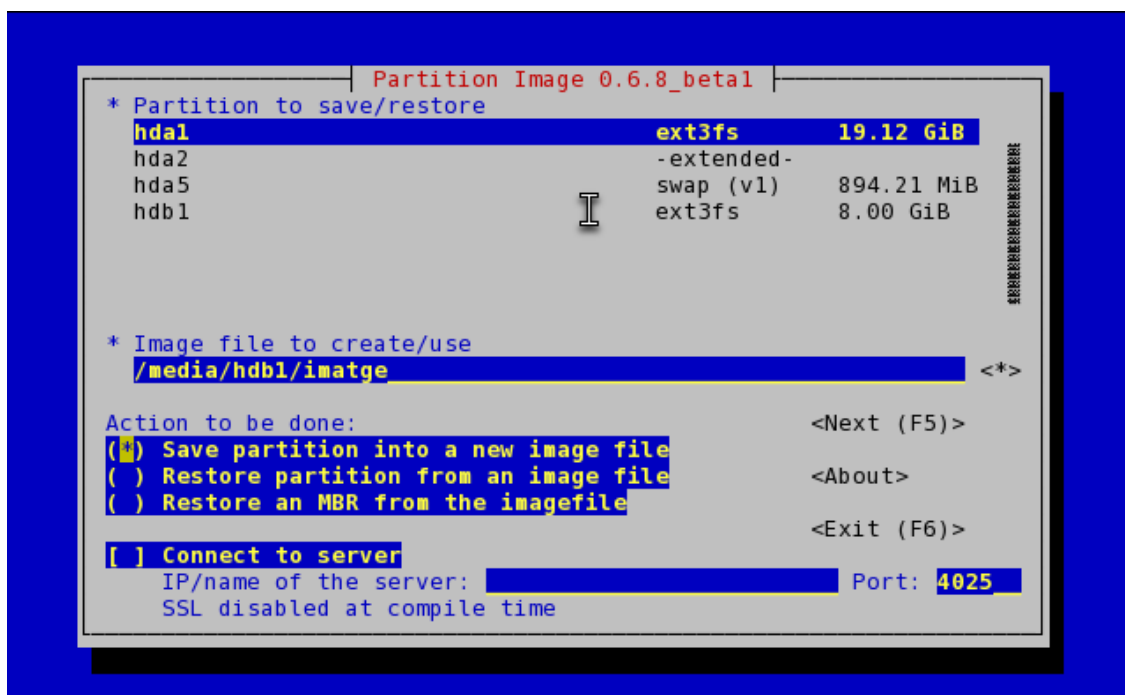 Partition Image 0.6.8_beta1
* Partition to save/restore
hda1 ext3fs 19.12 GiB
hda2 -extended-
hda5 swap (v1) 894.21 MiB
hdb1 ext3fs 8.00 GiB
* Image file to create/use
/media/hdb1/imatge <*>
Action to be done: <Next (F5)>
(*) Save partition into a new image file
( ) Restore partition from an image file <About>
( ) Restore an MBR from the imagefile
<Exit (F6)>
[ ] Connect to server
IP/name of the server: Port: 4025
SSL disabled at compile time